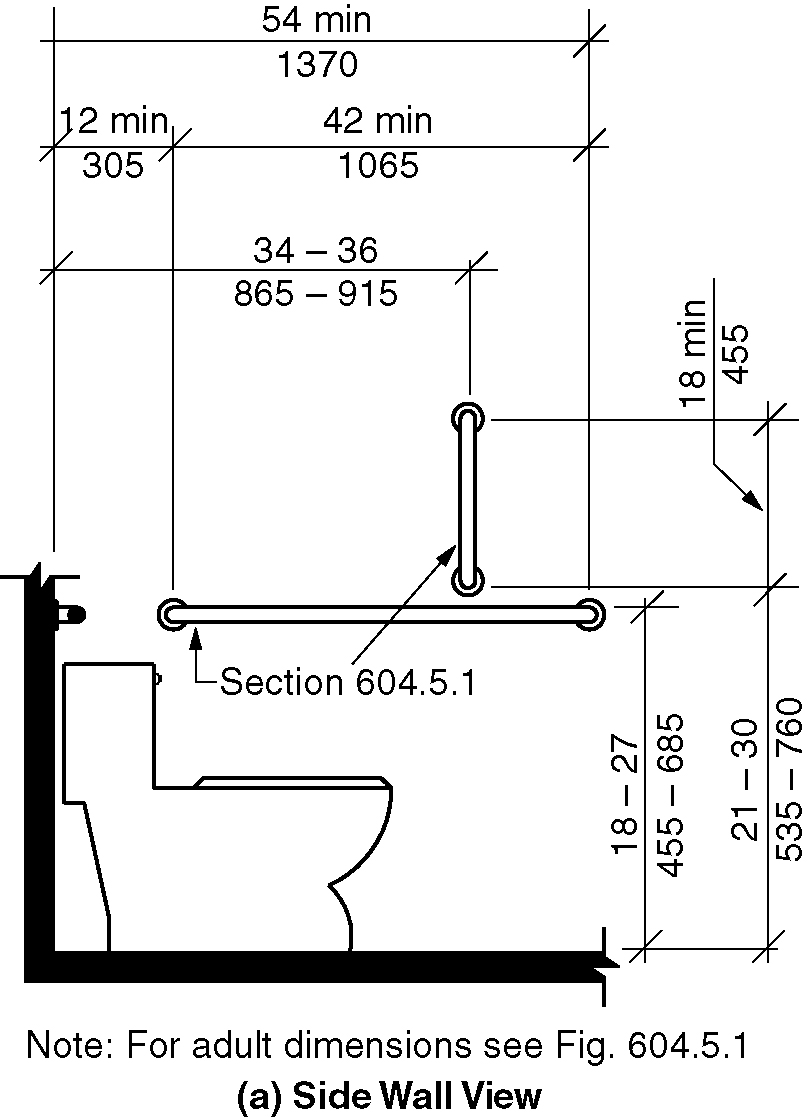 54 min
1370
12 min
305
42 min
1065
34 – 36
865 – 915
18 min
455
Section 604.5.1
18 – 27
455 – 685
21 – 30
535 – 760
Note: For adult dimensions see Fig. 604.5.1
(a) Side Wall View